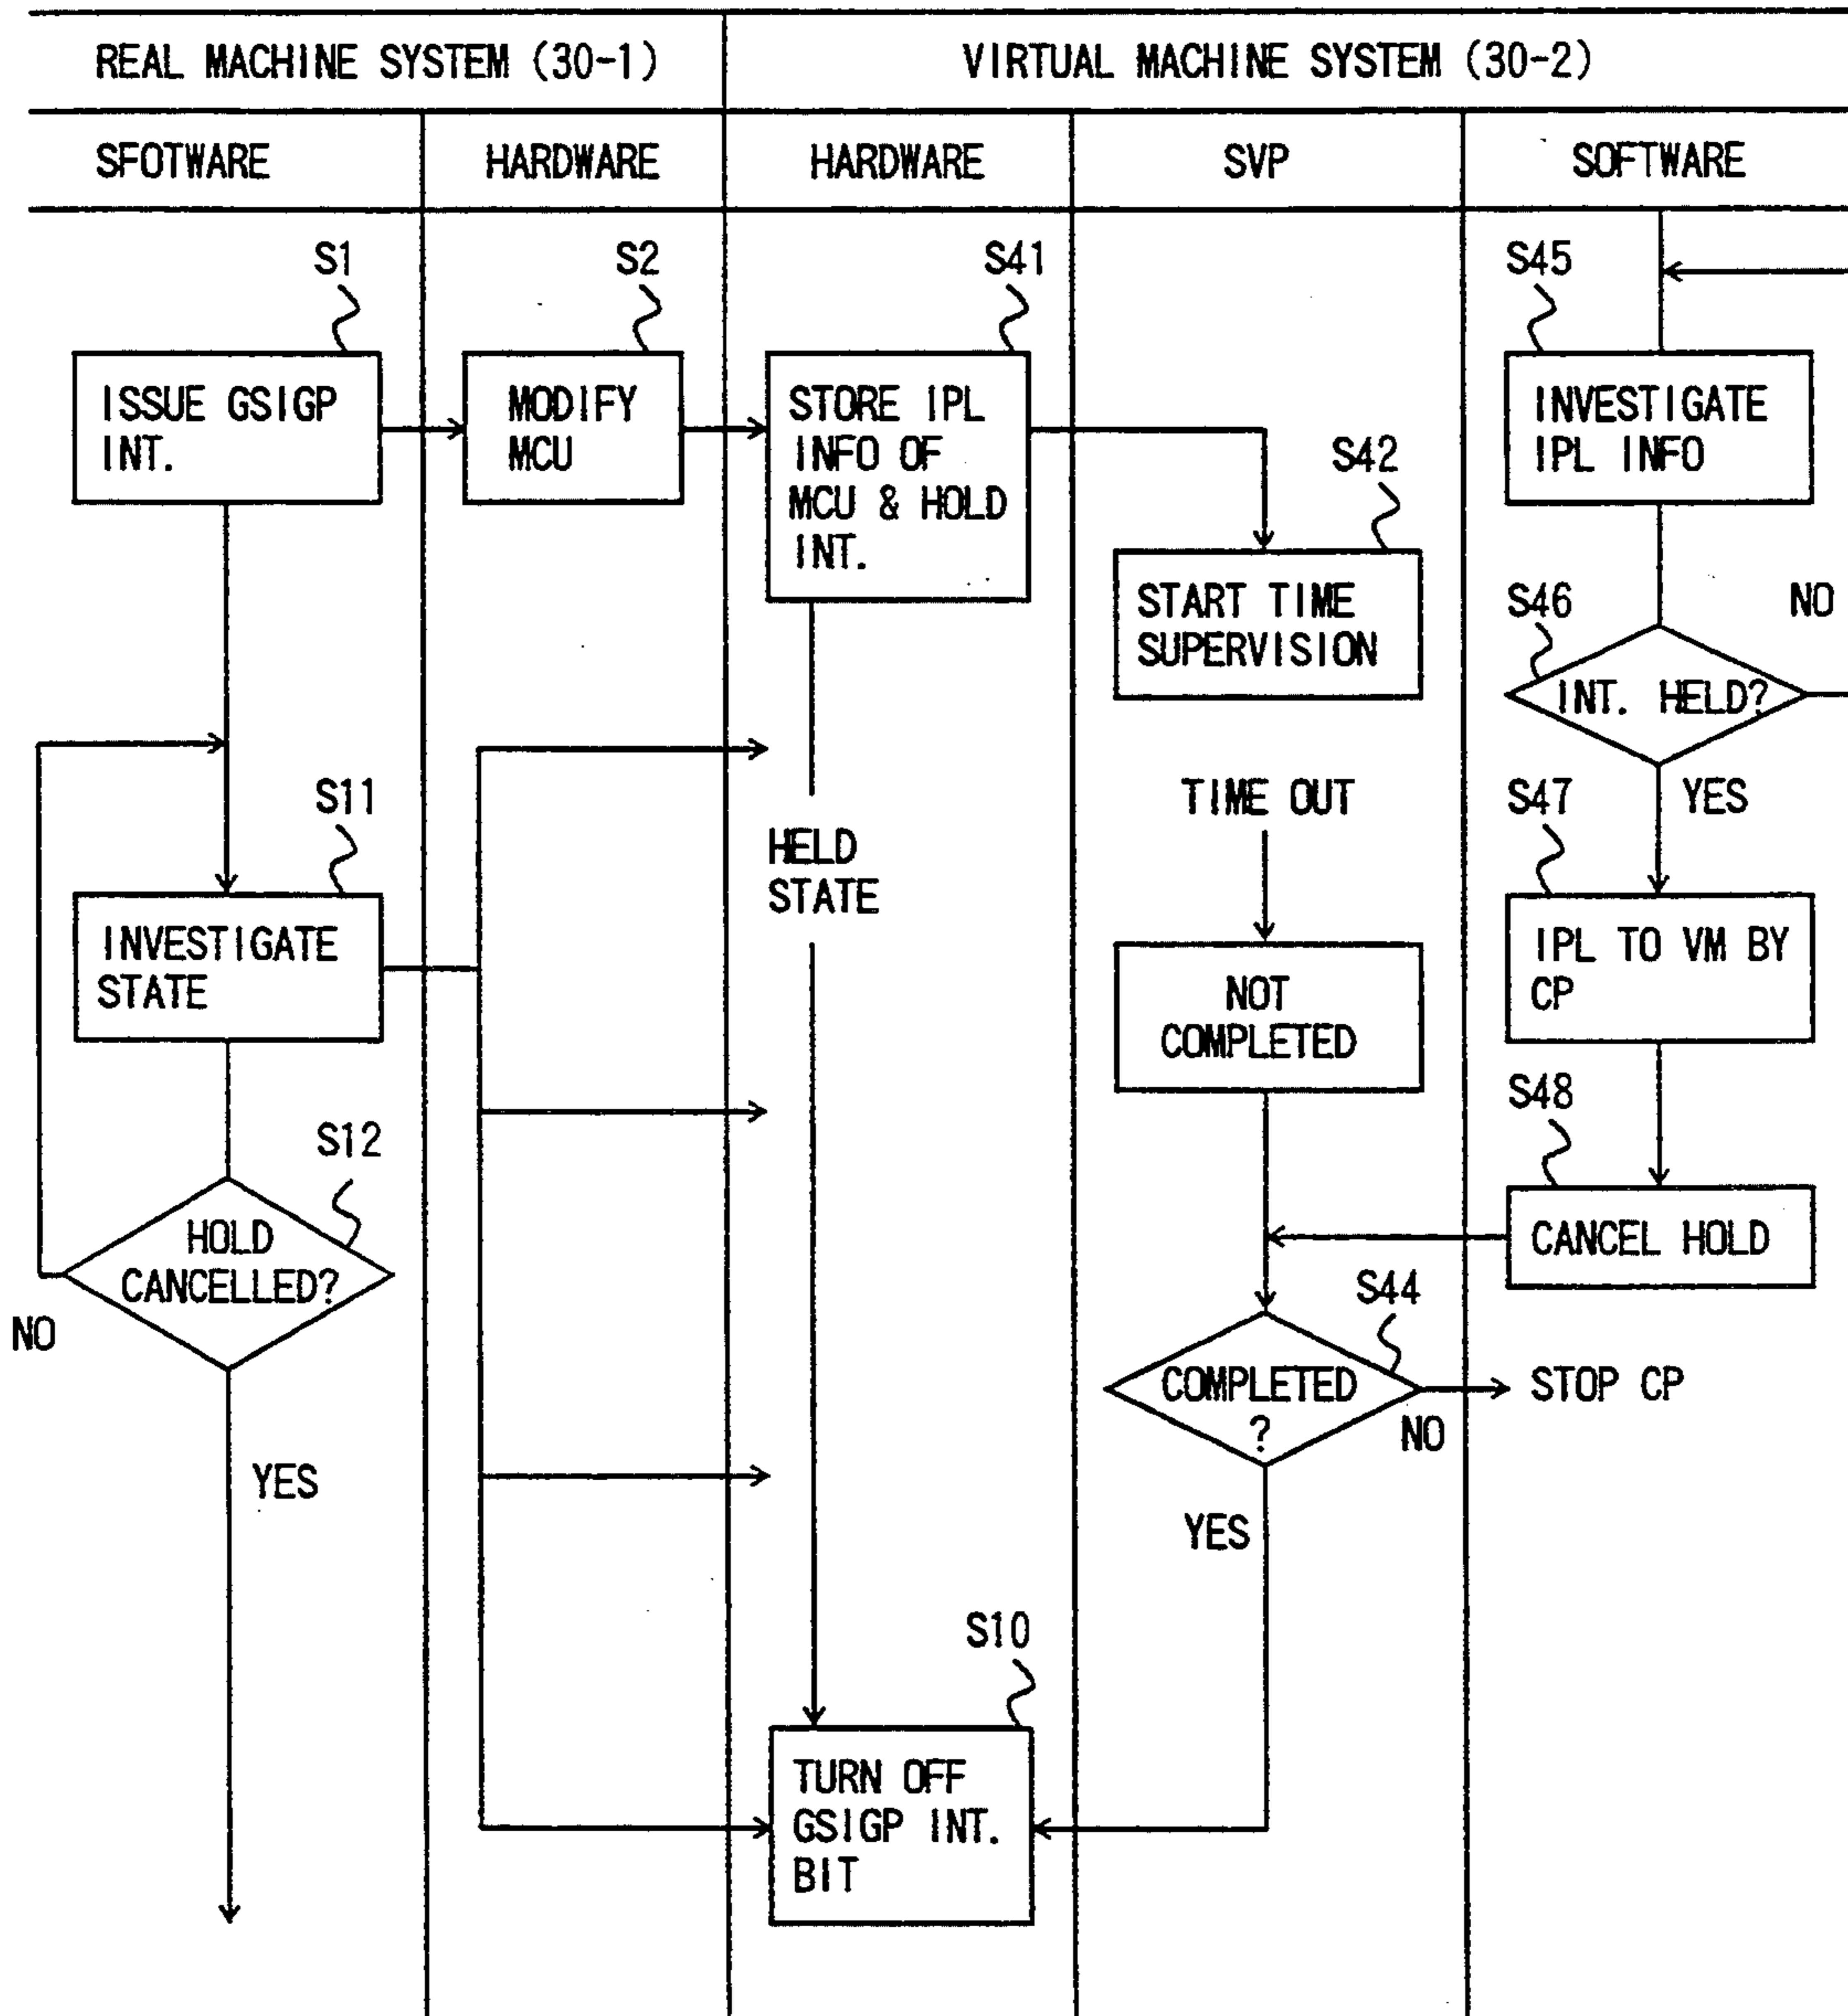 REAL MACHINE SYSTEM (30-1)
VIRTUAL MACHINE SYSTEM (30-2)
SFOTWARE
HARDWARE
HARDWARE
SVP
SOFTWARE
S1
S2
S41
S45
ISSUE GSIGP
INT.
MODIFY
MCU
STORE IPL
INFO OF
MCU & HOLD
INT.
S42
INVESTIGATE
IPL INFO
START TIME
SUPERVISION
S46
NO
INT. HELD?
S11
HELD
STATE
TIME OUT
S47
YES
INVESTIGATE
STATE
NOT
COMPLETED
IPL TO VM BY
CP
S12
S48
HOLD
CANCELLED?
NO
CANCEL HOLD
S44
COMPLETED
?
NO
STOP CP
YES
YES
S10
TURN OFF
GSIGP INT.
BIT